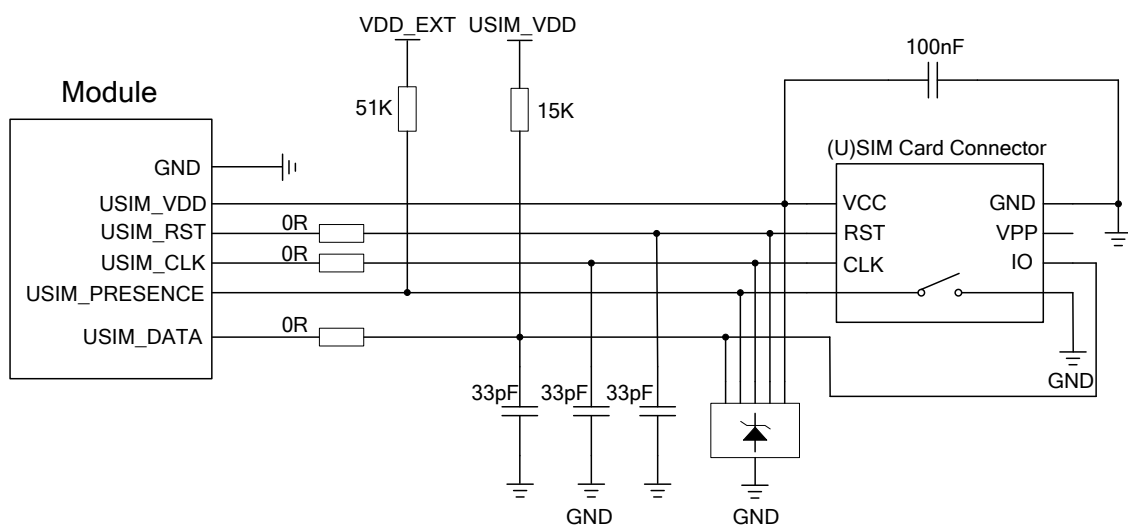 VDD_EXT USIM_VDD
100nF
51K 15K
Module
(U)SIM Card Connector
GND
USIM_VDD VCC GND
USIM_RST 0R RST VPP
USIM_CLK 0R CLK IO
USIM_PRESENCE
USIM_DATA 0R
GND
33pF 33pF 33pF
GND GND